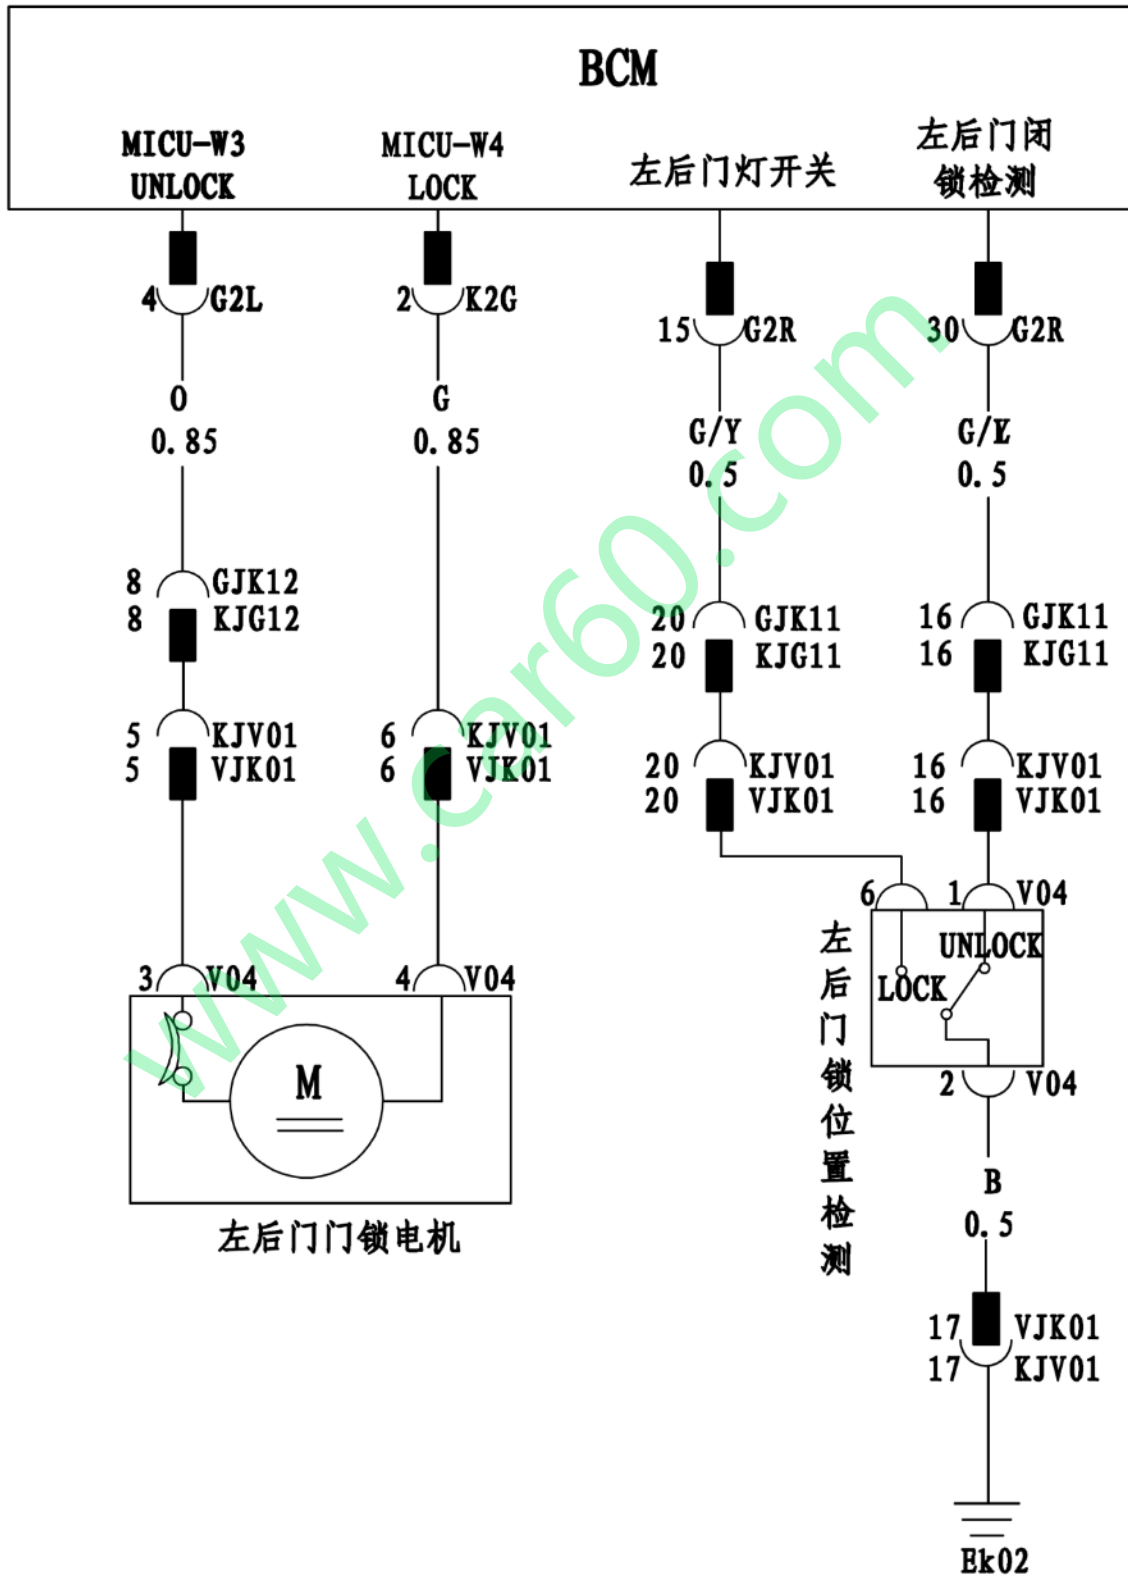 BCM
MICU-W3
UNLOCK
MICU-W4
LOCK
左后门灯开关
左后门闭
锁检测
4 G2L
2 K2G
15 G2R
30 G2R
O
0.85
G
0.85
G/Y
0.5
G/
0.5
8 GJK12
8 KJG12
20 GJK11
20 KJG11
16 GJK11
16 KJG11
5 KJV01
5 VJK01
6 KJV01
6 VJK01
20 KJV01
20 VJK01
16 KJV01
16 VJK01
6
1 V04
UNLOCK
LOCK
左后门锁位置检测
3 V04
4 V04
M
左后门门锁电机
2 V04
B
0.5
17 VJK01
17 KJV01
Ek02
www.car60.com